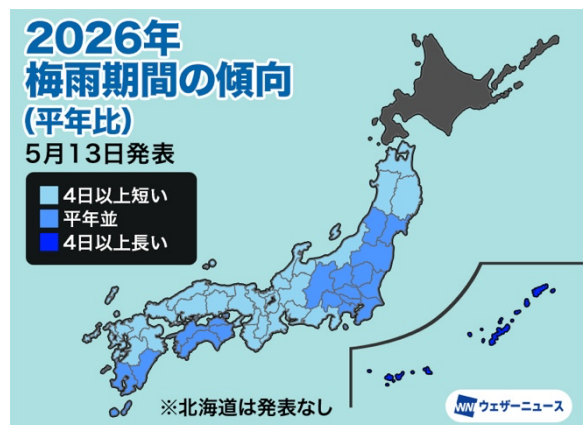 2026年
梅雨期間の傾向
(平年比)
5月13日発表
4日以上短い
平年並
4日以上長い
※北海道は発表なし
WN ウェザーニュース